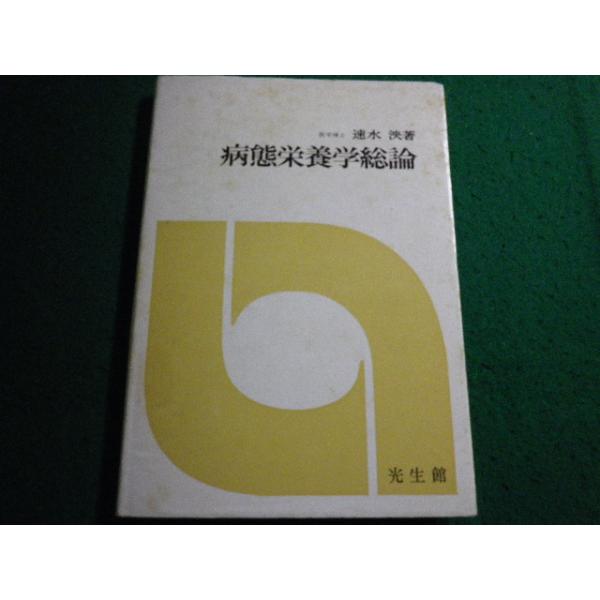 医学博士 速水 泱著
病態栄養学総論
光生館